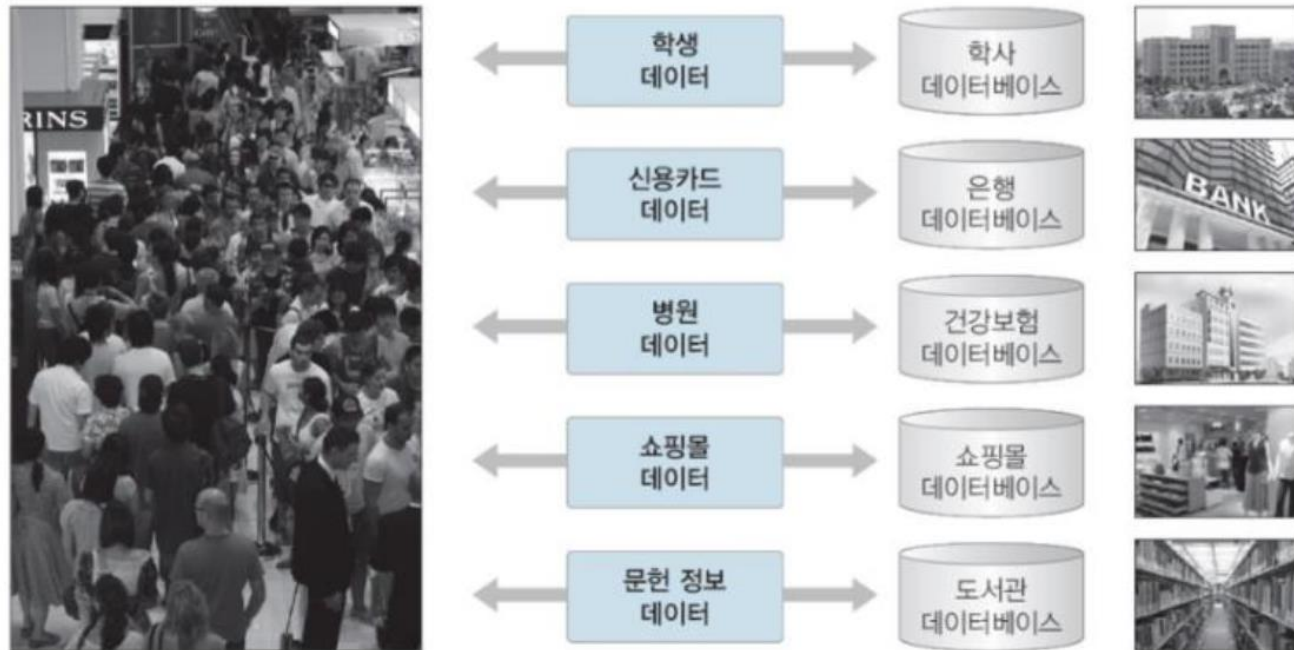 RINS
학생
데이터
학사
데이터베이스
신용카드
데이터
은행
데이터베이스
BANK
병원
데이터
건강보험
데이터베이스
쇼핑몰
데이터
쇼핑몰
데이터베이스
문헌 정보
데이터
도서관
데이터베이스